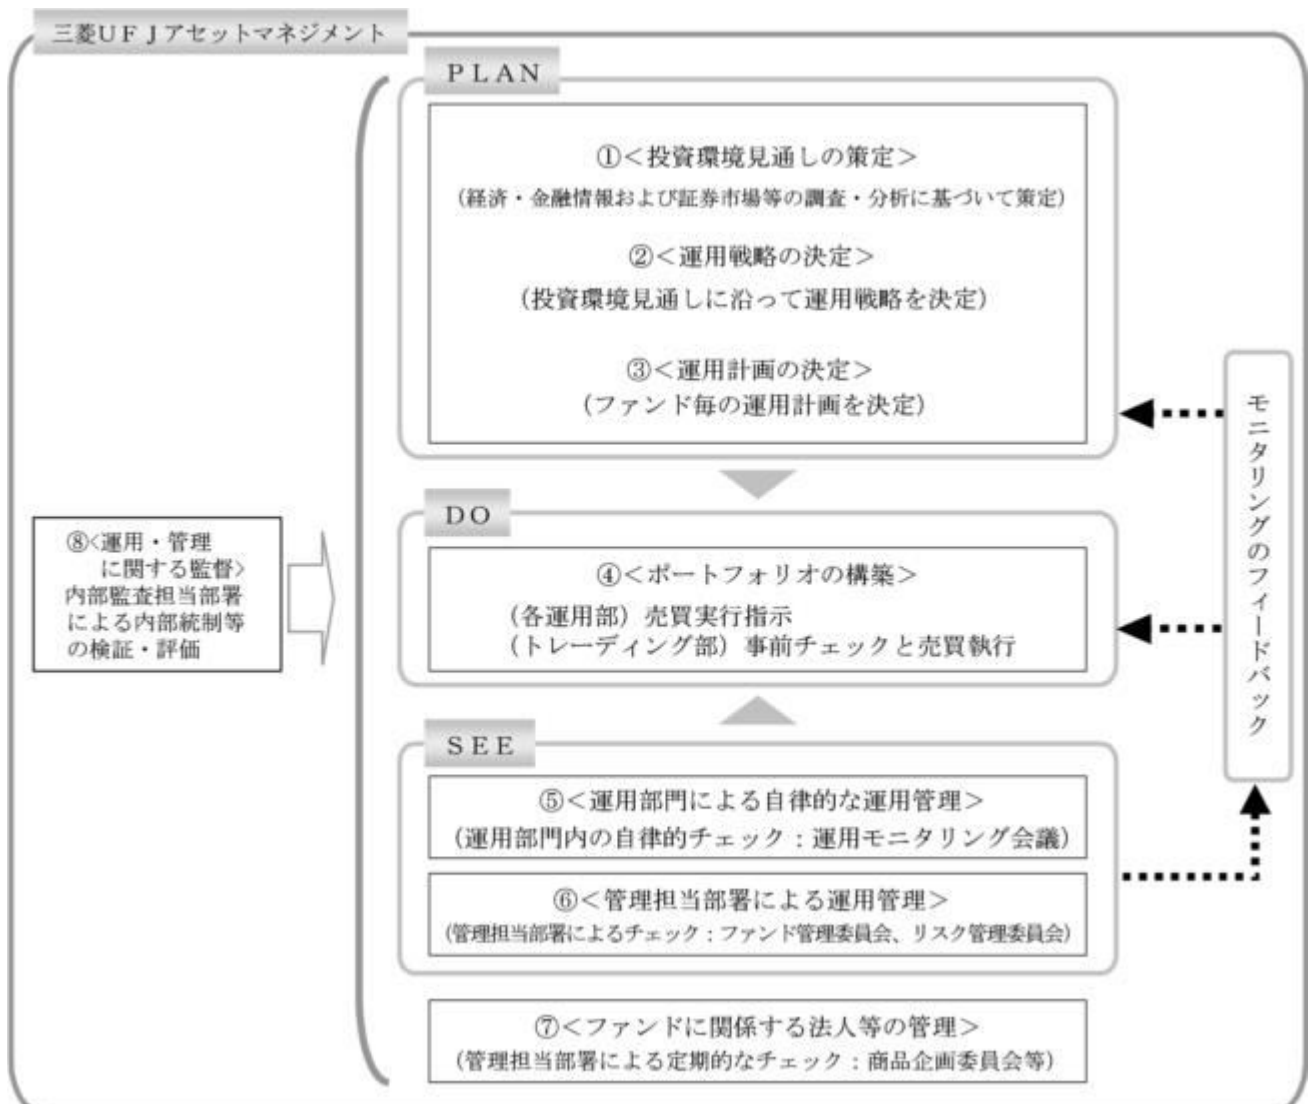 三菱UFJアセットマネジメント
PLAN
①<投資環境見通しの策定>
(経済・金融情報および証券市場等の調査・分析に基づいて策定)
②<運用戦略の決定>
(投資環境見通しに沿って運用戦略を決定)
③<運用計画の決定>
(ファンド毎の運用計画を決定)
DO
④<ポートフォリオの構築>
(各運用部)売買実行指示
(トレーディング部)事前チェックと売買執行
SEE
⑤<運用部門による自律的な運用管理>
(運用部門内の自律的チェック:運用モニタリング会議)
⑥<管理担当部署による運用管理>
(管理担当部署によるチェック:ファンド管理委員会、リスク管理委員会)
⑦<ファンドに関係する法人等の管理>
(管理担当部署による定期的なチェック:商品企画委員会等)
⑧<運用・管理
に関する監督>
内部監査担当部署
による内部統制等
の検証・評価
モニタリングのフィードバック